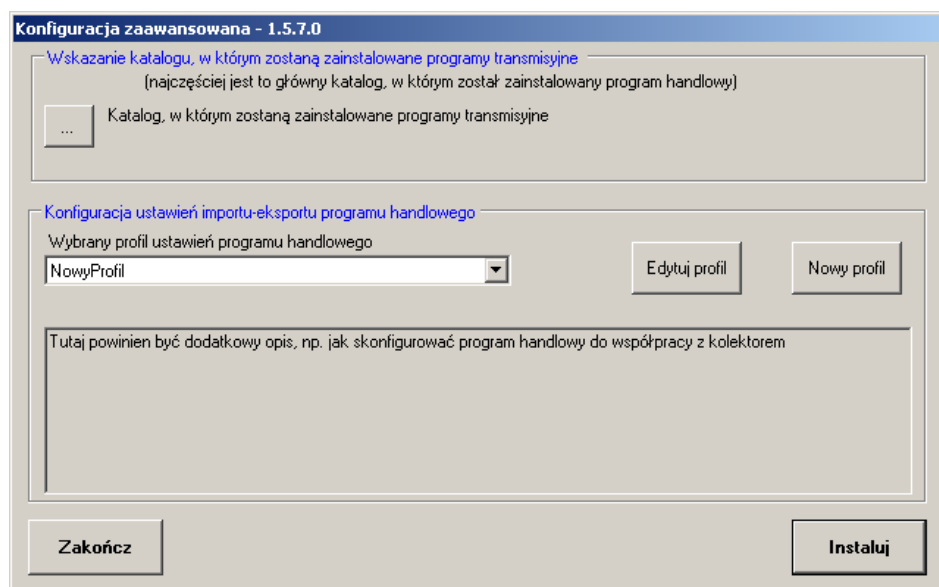 Konfiguracja zaawansowana - 1.5.7.0
Wskazanie katalogu, w którym zostaną zainstalowane programy transmisyjne
(najczęściej jest to główny katalog, w którym został zainstalowany program handlowy)
...
Katalog, w którym zostaną zainstalowane programy transmisyjne
Konfiguracja ustawień importu-eksportu programu handlowego
Wybrany profil ustawień programu handlowego
NowyProfil
Edytuj profil
Nowy profil
Tutaj powinien być dodatkowy opis, np. jak skonfigurować program handlowy do współpracy z kolektorem
Zakończ
Instaluj